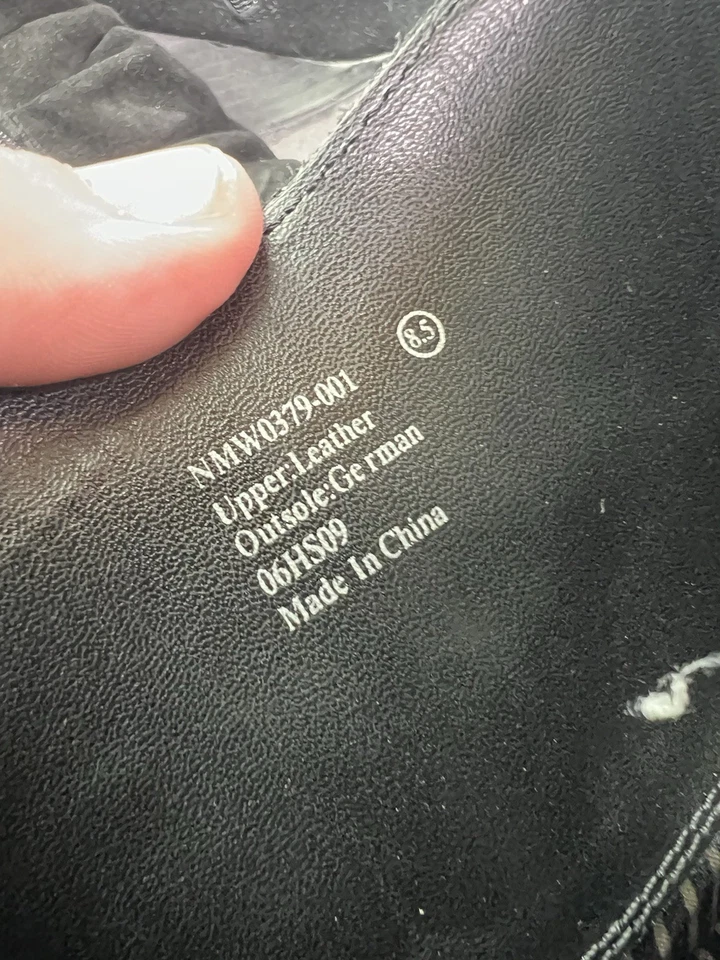 8.5
NMW0379-001
Upper:Leather
Outsole:German
06HS09
Made In China